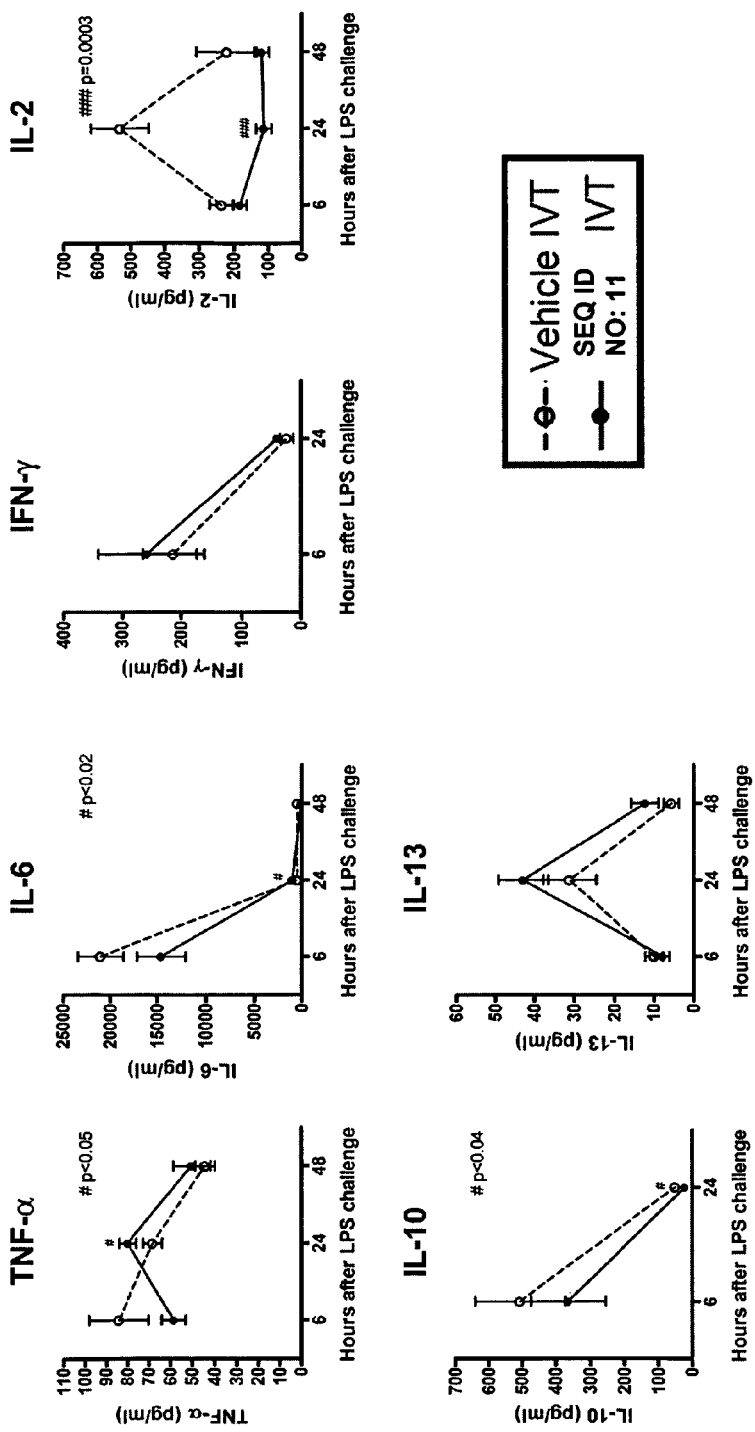 TNF-α
# p<0.05
TNF-α (pg/ml)
110
100
90
80
70
60
50
40
30
20
10
0
#
6
24
48
Hours after LPS challenge
IL-6
# p<0.02
IL-6 (pg/ml)
25000
20000
15000
10000
5000
0
#
6
24
48
Hours after LPS challenge
IFN-γ
IFN-γ (pg/ml)
400
300
200
100
0
6
24
Hours after LPS challenge
IL-2
### p=0.0003
IL-2 (pg/ml)
700
600
500
400
300
200
100
0
###
6
24
48
Hours after LPS challenge
IL-10
# p<0.04
IL-10 (pg/ml)
700
600
500
400
300
200
100
0
#
6
24
Hours after LPS challenge
IL-13
IL-13 (pg/ml)
60
50
40
30
20
10
0
6
24
48
Hours after LPS challenge
Vehicle IVT
SEQ ID
NO: 11 IVT